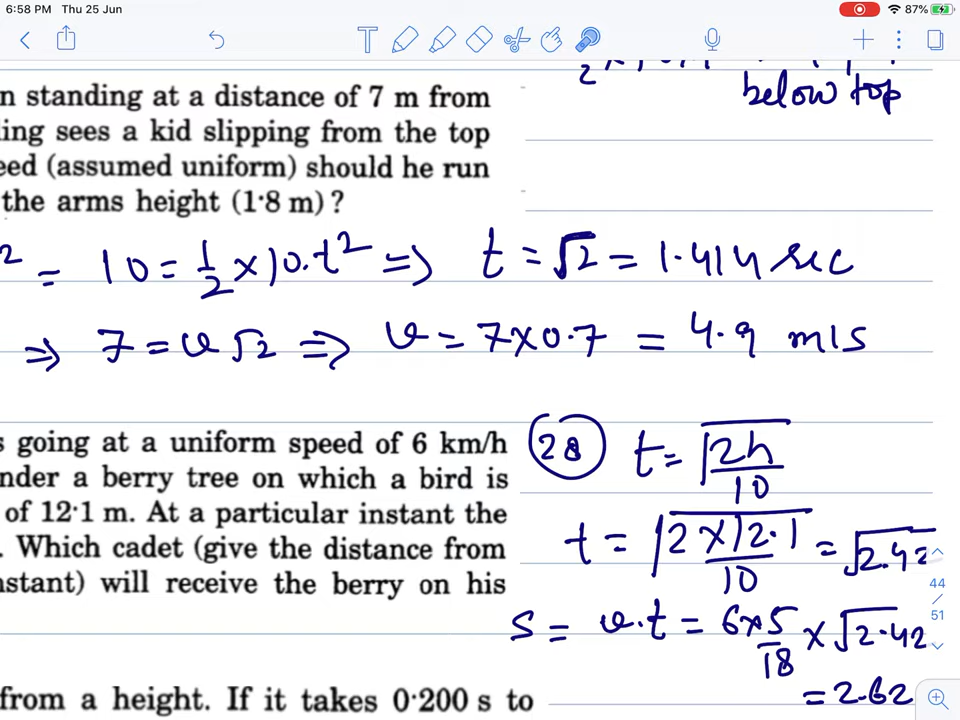 6:58 PM Thu 25 Jun
87%
below top
n standing at a distance of 7 m from
ing sees a kid slipping from the top
eed (assumed uniform) should he run
the arms height (1·8 m) ?
2 = 10 = 1/2 × 10.t² ⇒ t = √2 = 1.414 sec
⇒ 7 = v√2 ⇒ v = 7×0.7 = 4.9 m/s
s going at a uniform speed of 6 km/h
nder a berry tree on which a bird is
of 12·1 m. At a particular instant the
. Which cadet (give the distance from
nstant) will receive the berry on his
28 t = √2h/10
t = √2×12.1/10 = √2.42
s = v.t = 6×5/18 × √2.42
= 2.62
44
/
51
from a height. If it takes 0·200 s to